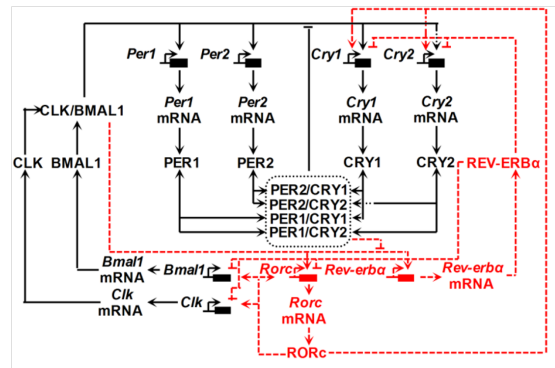 Per1 Per2 Cry1 Cry2
Per1 mRNA
Per2 mRNA
Cry1 mRNA
Cry2 mRNA
CLK/BMAL1
CLK BMAL1 PER1 PER2 CRY1 CRY2 REV-ERBα
PER2/CRY1
PER2/CRY2
PER1/CRY1
PER1/CRY2
Bmal1 mRNA
Bmal1
Rorc
Rev-erbα
Rev-erbα mRNA
Clk mRNA
Clk
Rorc mRNA
RORc